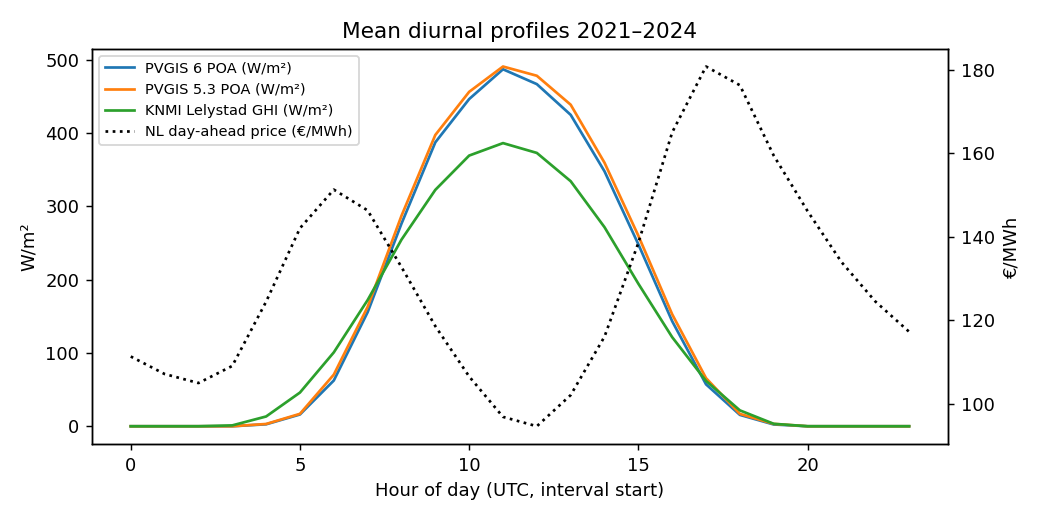 Mean diurnal profiles 2021–2024
PVGIS 6 POA (W/m²)
PVGIS 5.3 POA (W/m²)
KNMI Lelystad GHI (W/m²)
NL day-ahead price (€/MWh)
500
400
300
200
100
0
W/m²
180
160
140
120
100
€/MWh
0 5 10 15 20
Hour of day (UTC, interval start)